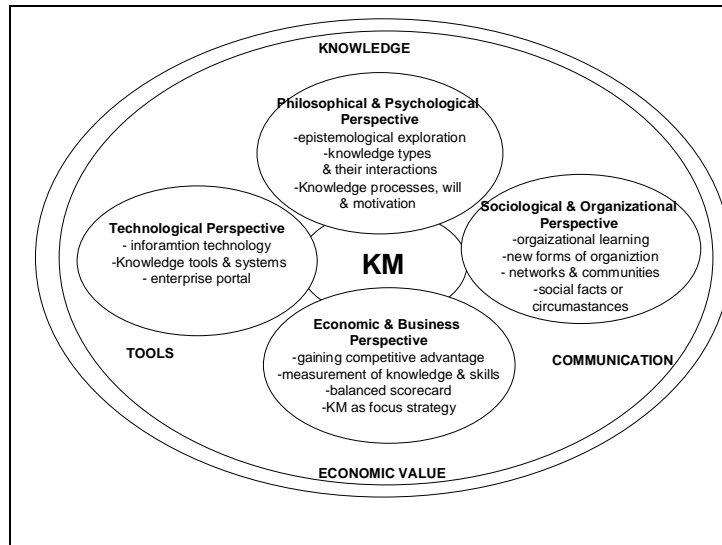 KNOWLEDGE
Philosophical & Psychological
Perspective
-epistemological exploration
-knowledge types
& their interactions
-Knowledge processes, will
& motivation
Technological Perspective
- inforamtion technology
-Knowledge tools & systems
- enterprise portal
KM
Sociological & Organizational
Perspective
-orgaizational learning
-new forms of organiztion
- networks & communities
-social facts or
circumastances
Economic & Business
Perspective
-gaining competitive advantage
-measurement of knowledge & skills
-balanced scorecard
-KM as focus strategy
TOOLS
COMMUNICATION
ECONOMIC VALUE